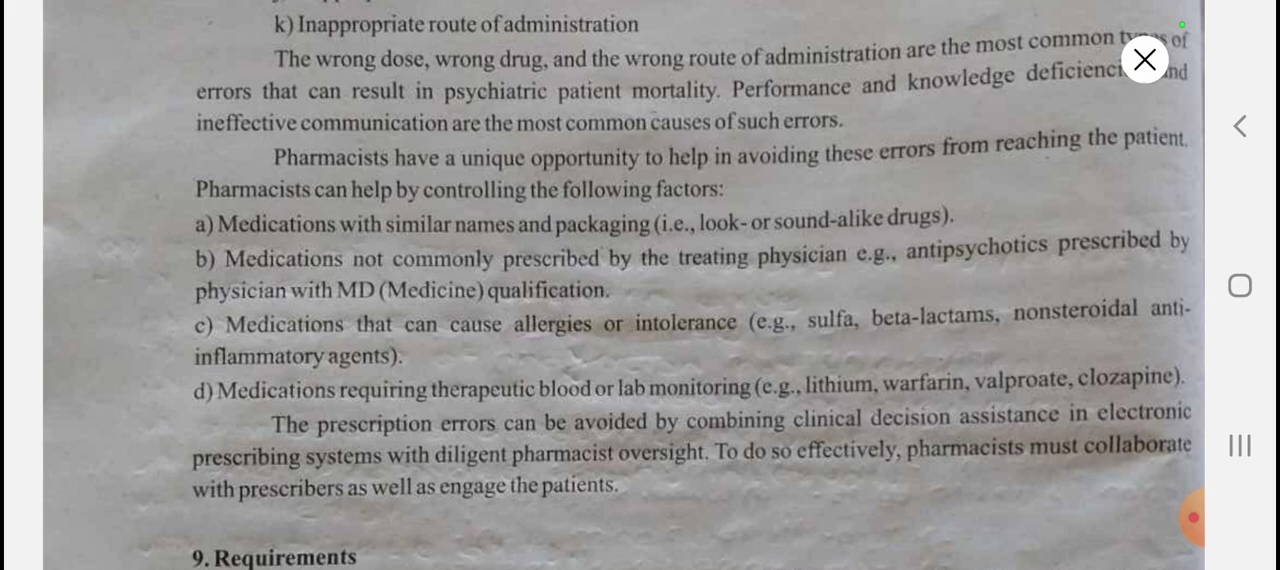 k) Inappropriate route of administration
The wrong dose, wrong drug, and the wrong route of administration are the most common of
errors that can result in psychiatric patient mortality. Performance and knowledge
ineffective communication are the most common causes of such errors.
Pharmacists have a unique opportunity to help in avoiding these errors from reaching the patient.
Pharmacists can help by controlling the following factors:
a) Medications with similar names and packaging (i.e., look- or sound-alike drugs).
b) Medications not commonly prescribed by the treating physician e.g., antipsychotics prescribed by
physician with MD (Medicine) qualification.
c) Medications that can cause allergies or intolerance (e.g., sulfa, beta-lactams, nonsteroidal anti-
inflammatory agents).
d) Medications requiring therapeutic blood or lab monitoring (e.g., lithium, warfarin, valproate, clozapine).
The prescription errors can be avoided by combining clinical decision assistance in electronic
prescribing systems with diligent pharmacist oversight. To do so effectively, pharmacists must collaborate
with prescribers as well as engage the patients.
9. Requirements